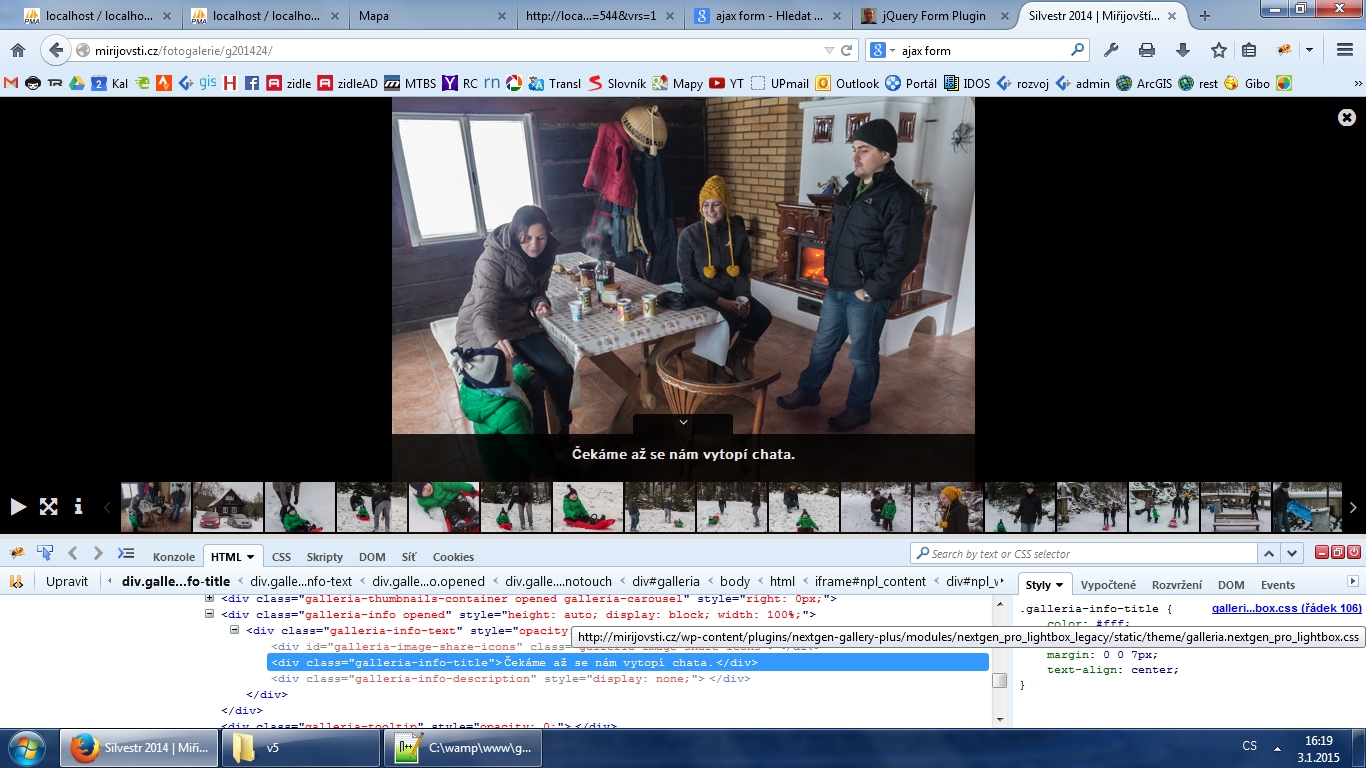 localhost / localho...
localhost / localho...
Mapa
http://loca...=544&vrs=1
ajax form - Hledat ...
jQuery Form Plugin
Silvestr 2014 | Miřijovští...
mirijovsti.cz/fotogalerie/g201424/
ajax form
Kal
gis
zidle
zidleAD
MTBS
RC
rn
Transl
Slovník
Mapy
YT
UPmail
Outlook
Portál
IDOS
rozvoj
admin
ArcGIS
rest
Gibo
Čekáme až se nám vytopí chata.
Konzole
HTML
CSS
Skripty
DOM
Síť
Cookies
Search by text or CSS selector
Upravit
div.galle...fo-title
div.galle...nfo-text
div.galle...o.opened
div.galle....notouch
div#galleria
body
html
iframe#npl_content
Styly
Vypočtené
Rozvržení
DOM
Events
<div class="galleria-thumbnails-container opened galleria-carousel" style="right: 0px;">
<div class="galleria-info opened" style="height: auto; display: block; width: 100%;">
<div class="galleria-info-text" style="opacity:
<div class="galleria-info-title">Čekáme až se nám vytopí chata.</div>
<div class="galleria-info-description" style="display: none;"></div>
</div>
</div>
<div class="galleria-tooltip" style="opacity: 0;"></div>
.galleria-info-title {
galleri...box.css (řádek 106)
color: #fff;
http://mirijovsti.cz/wp-content/plugins/nextgen-gallery-plus/modules/nextgen_pro_lightbox_legacy/static/theme/galleria.nextgen_pro_lightbox.css
margin: 0 0 7px;
text-align: center;
}
Silvestr 2014 | Miři...
v5
C:\wamp\www\g...
CS
16:19
3.1.2015